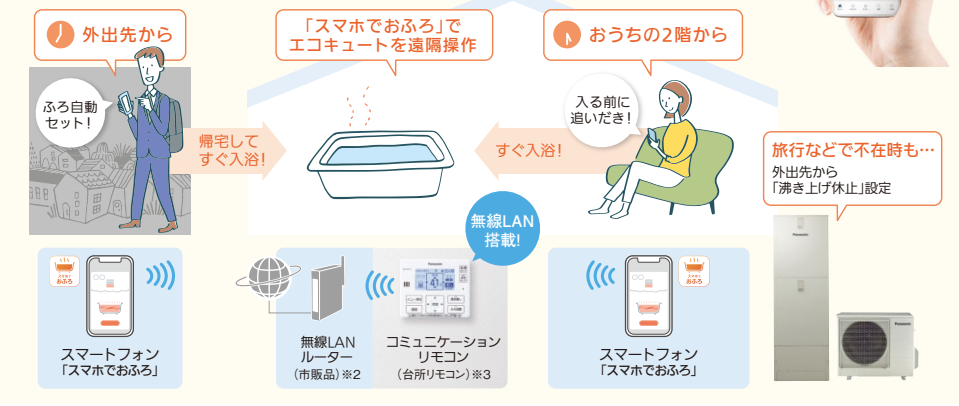 外出先から
ふろ自動
セット!
帰宅して
すぐ入浴!
「スマホでおふろ」で
エコキュートを遠隔操作
おうちの2階から
入る前に
追いだき!
すぐ入浴!
旅行などで不在時も…
外出先から
「沸き上げ休止」設定
Panasonic
Panasonic
スマホで
おふろ
スマートフォン
「スマホでおふろ」
無線LAN
ルーター
(市販品)※2
無線LAN
搭載!
Panasonic
コミュニケーション
リモコン
(台所リモコン)※3
スマホで
おふろ
スマートフォン
「スマホでおふろ」